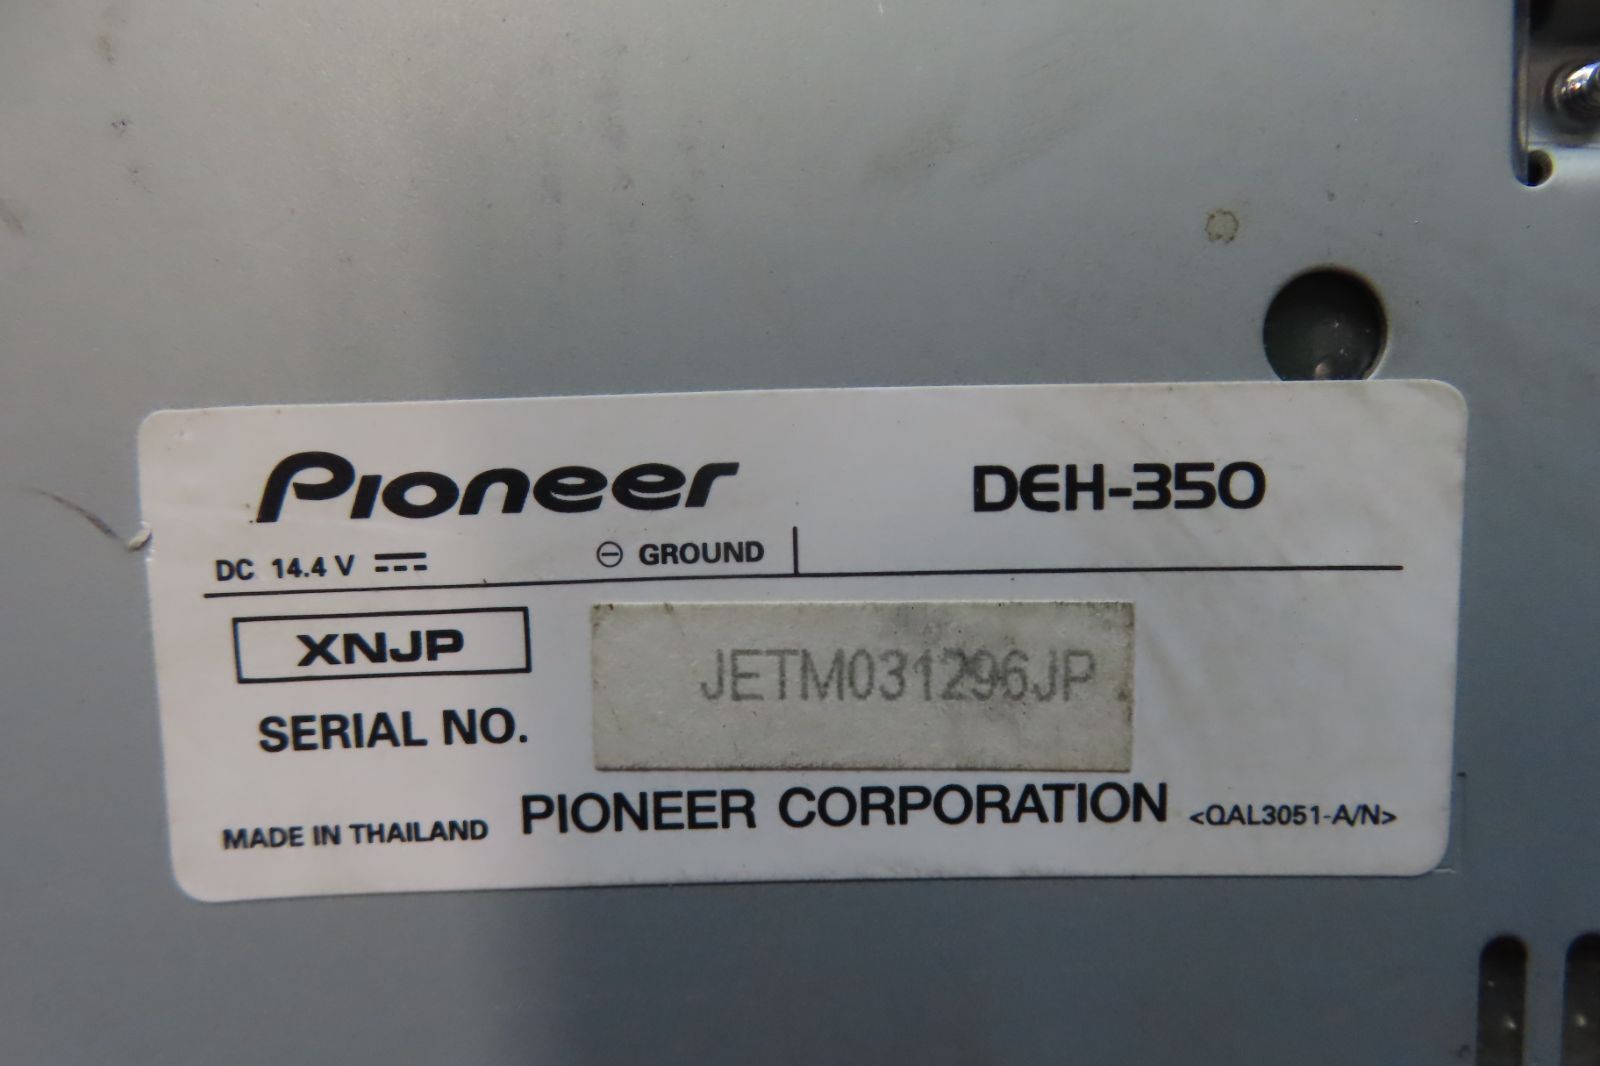 Pioneer DEH-350
DC 14.4 V ⎓ ⊖ GROUND
XNJP
JETM031296JP
SERIAL NO.
MADE IN THAILAND PIONEER CORPORATION <QAL3051-A/N>